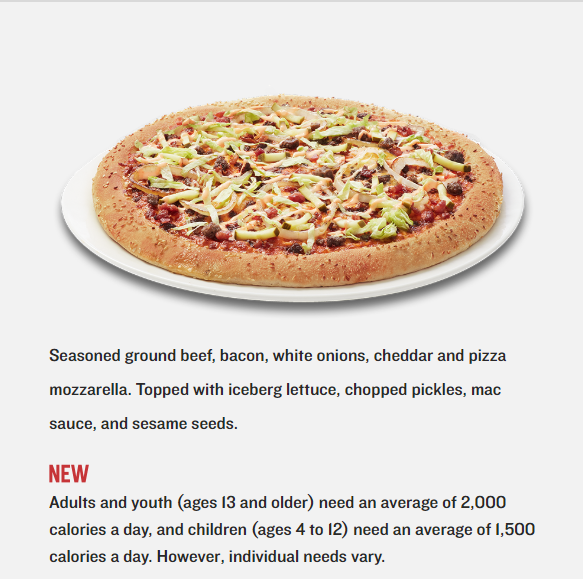 Seasoned ground beef, bacon, white onions, cheddar and pizza
mozzarella. Topped with iceberg lettuce, chopped pickles, mac
sauce, and sesame seeds.
NEW
Adults and youth (ages 13 and older) need an average of 2,000
calories a day, and children (ages 4 to 12) need an average of 1,500
calories a day. However, individual needs vary.